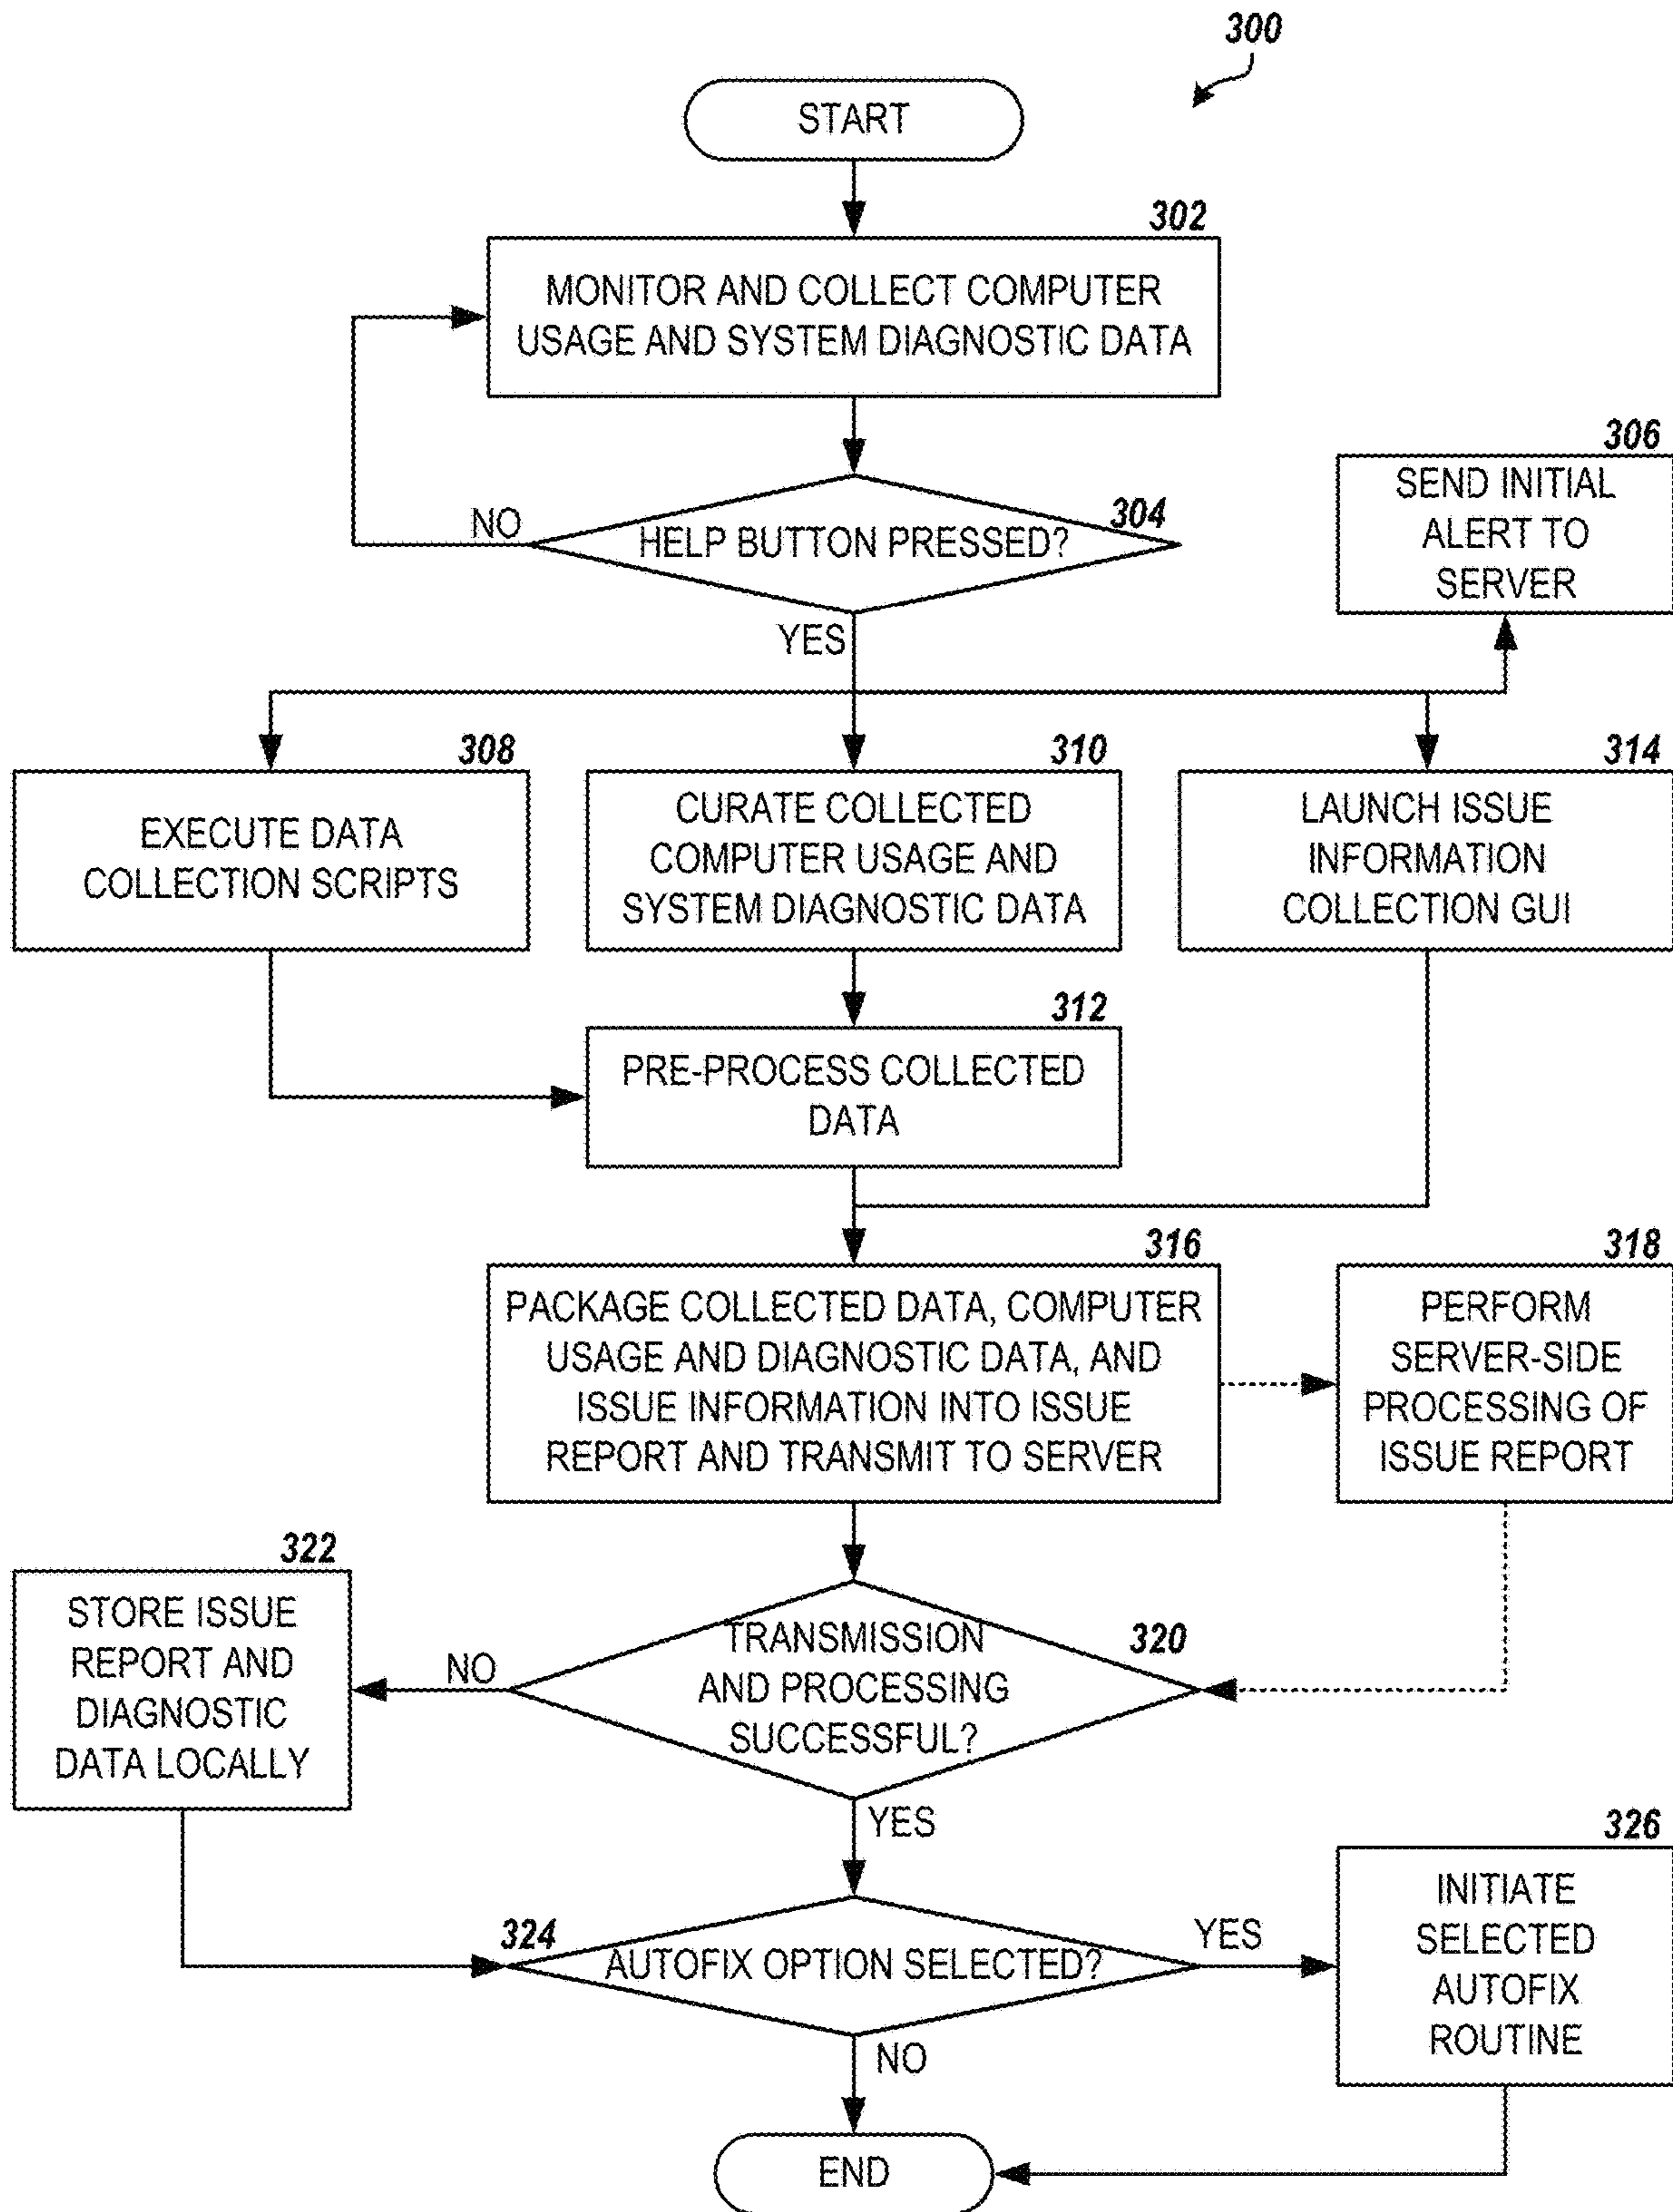 300
START
302
MONITOR AND COLLECT COMPUTER
USAGE AND SYSTEM DIAGNOSTIC DATA
304
HELP BUTTON PRESSED?
NO
YES
306
SEND INITIAL
ALERT TO
SERVER
308
EXECUTE DATA
COLLECTION SCRIPTS
310
CURATE COLLECTED
COMPUTER USAGE AND
SYSTEM DIAGNOSTIC DATA
314
LAUNCH ISSUE
INFORMATION
COLLECTION GUI
312
PRE-PROCESS COLLECTED
DATA
316
PACKAGE COLLECTED DATA, COMPUTER
USAGE AND DIAGNOSTIC DATA, AND
ISSUE INFORMATION INTO ISSUE
REPORT AND TRANSMIT TO SERVER
318
PERFORM
SERVER-SIDE
PROCESSING OF
ISSUE REPORT
320
TRANSMISSION
AND PROCESSING
SUCCESSFUL?
NO
322
STORE ISSUE
REPORT AND
DIAGNOSTIC
DATA LOCALLY
YES
324
AUTOFIX OPTION SELECTED?
YES
326
INITIATE
SELECTED
AUTOFIX
ROUTINE
NO
END